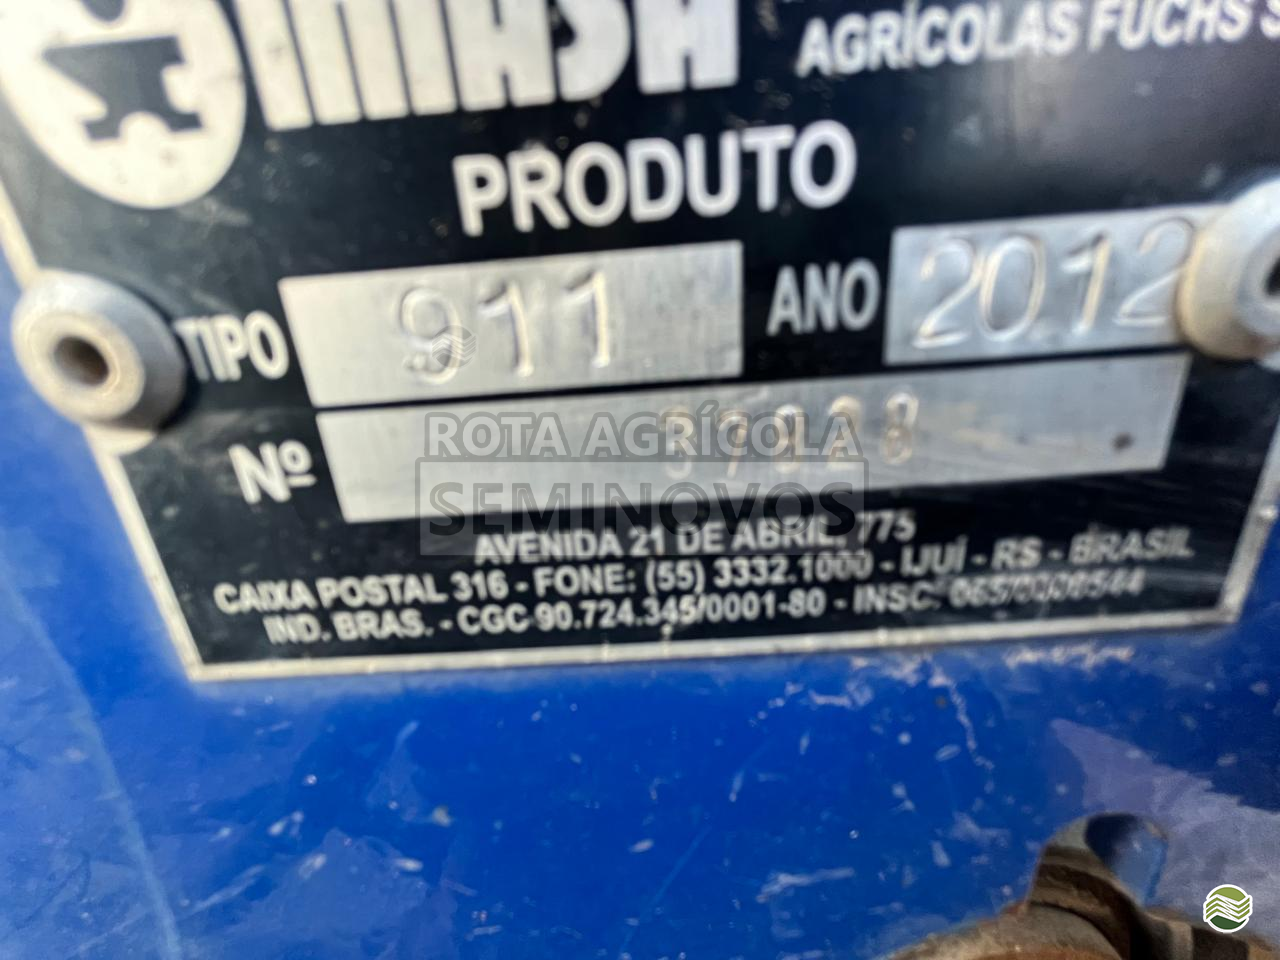 IMASA AGRÍCOLAS FUCHS
PRODUTO
TIPO 911 ANO 2012
Nº
ROTA AGRÍCOLA
SEMINOVOS
AVENIDA 21 DE ABRIL, 775
CAIXA POSTAL 316 - FONE: (55) 3332.1000 - IJUÍ - RS - BRASIL
IND. BRAS. - CGC-90.724.345/0001-80 - INSC.